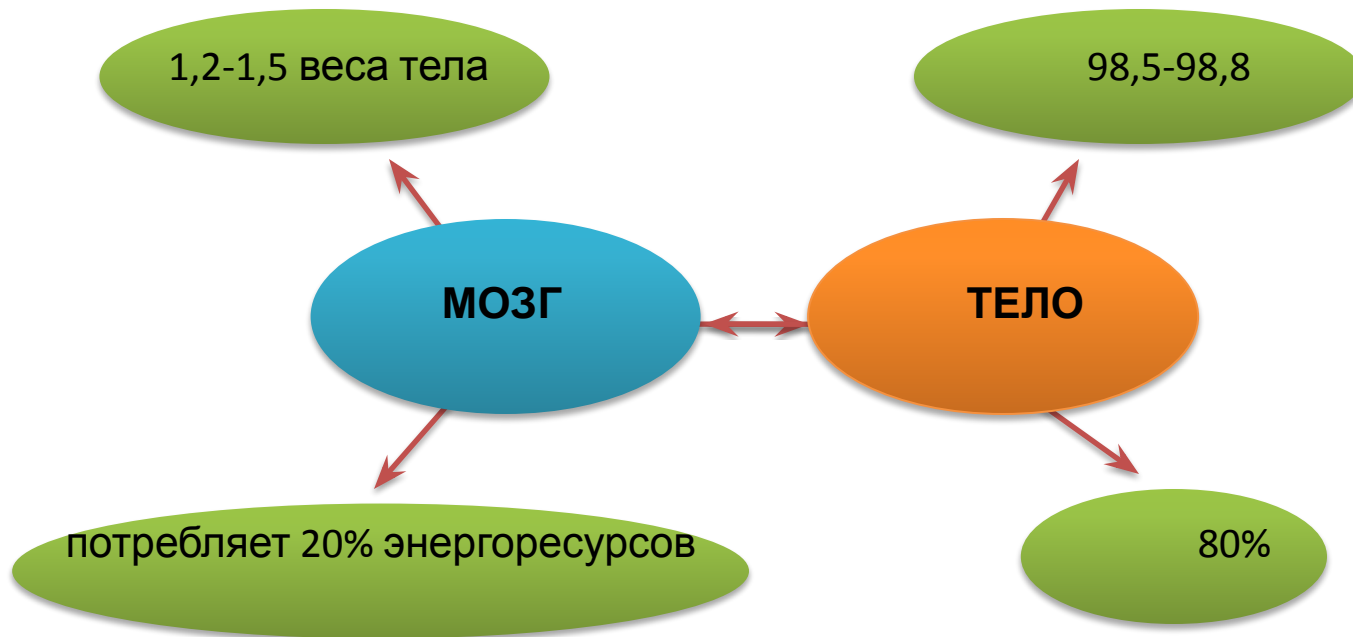 1,2-1,5 веса тела
98,5-98,8
МОЗГ
ТЕЛО
потребляет 20% энергоресурсов
80%